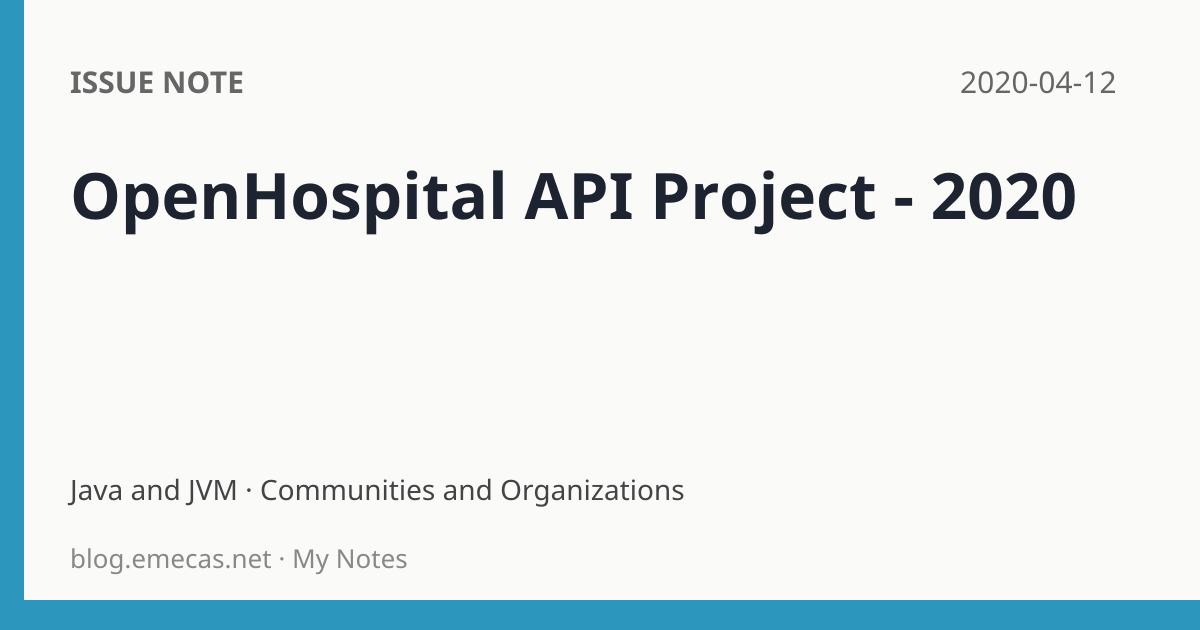 ISSUE NOTE
2020-04-12
OpenHospital API Project - 2020
Java and JVM · Communities and Organizations
blog.emecas.net · My Notes